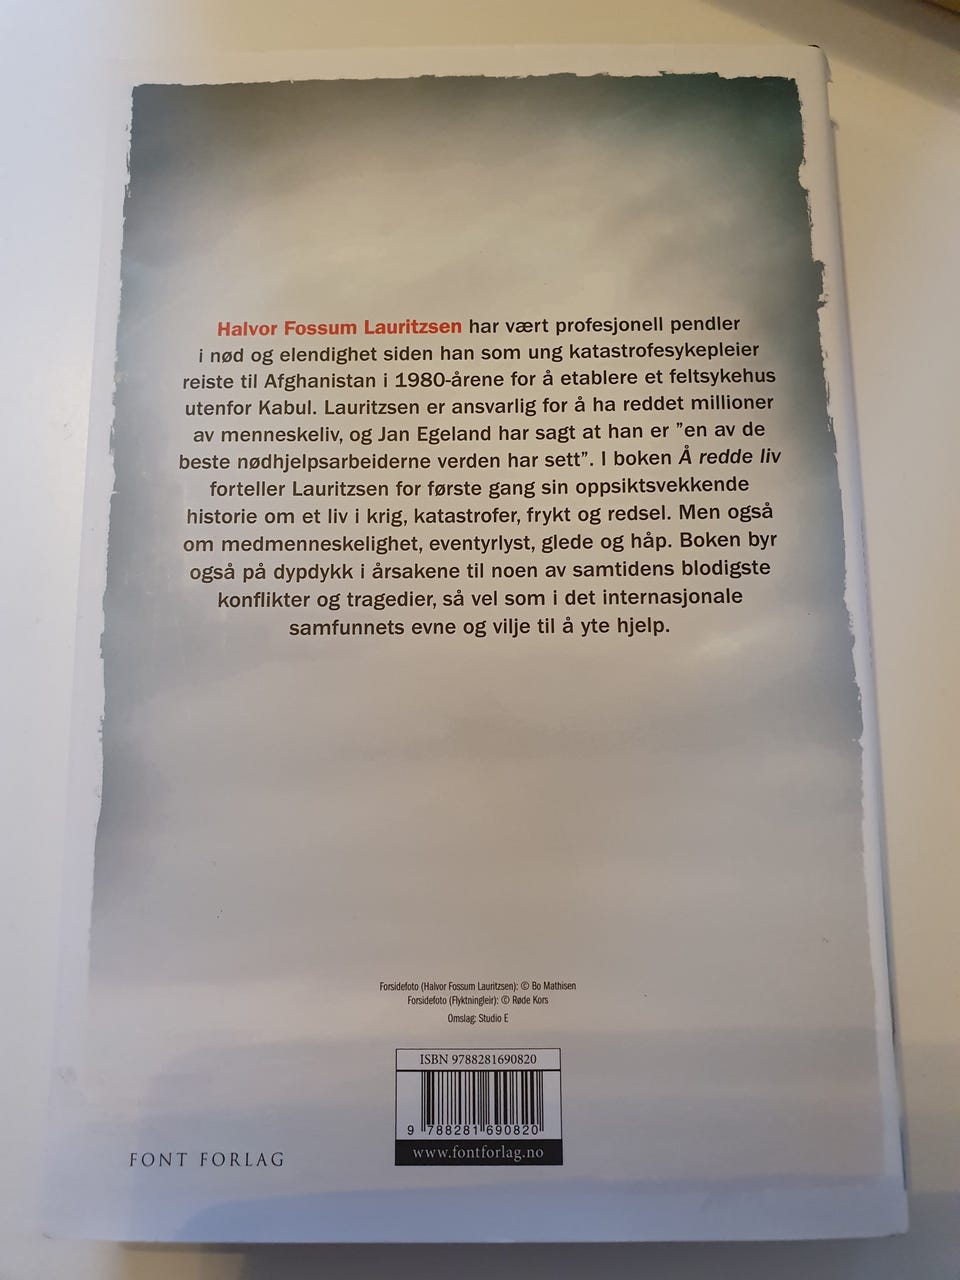 Halvor Fossum Lauritzsen har vært profesjonell pendler
i nød og elendighet siden han som ung katastrofesykepleier
reiste til Afghanistan i 1980-årene for å etablere et feltsykehus
utenfor Kabul. Lauritzsen er ansvarlig for å ha reddet millioner
av menneskeliv, og Jan Egeland har sagt at han er ”en av de
beste nødhjelpsarbeiderne verden har sett”. I boken Å redde liv
forteller Lauritzsen for første gang sin oppsiktsvekkende
historie om et liv i krig, katastrofer, frykt og redsel. Men også
om medmenneskelighet, eventyrlyst, glede og håp. Boken byr
også på dypdykk i årsakene til noen av samtidens blodigste
konflikter og tragedier, så vel som i det internasjonale
samfunnets evne og vilje til å yte hjelp.
Forsidefoto (Halvor Fossum Lauritzsen): © Bo Mathisen
Forsidefoto (Flyktningleir): © Røde Kors
Omslag: Studio E
ISBN 9788281690820
9 788281 690820
www.fontforlag.no
FONT FORLAG